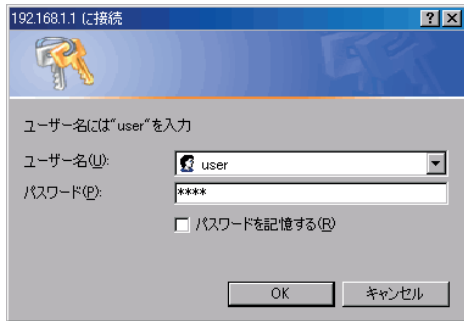 192.168.1.1 に接続
ユーザー名には"user"を入力
ユーザー名(U):
user
パスワード(P):
****
パスワードを記憶する(R)
OK
キャンセル